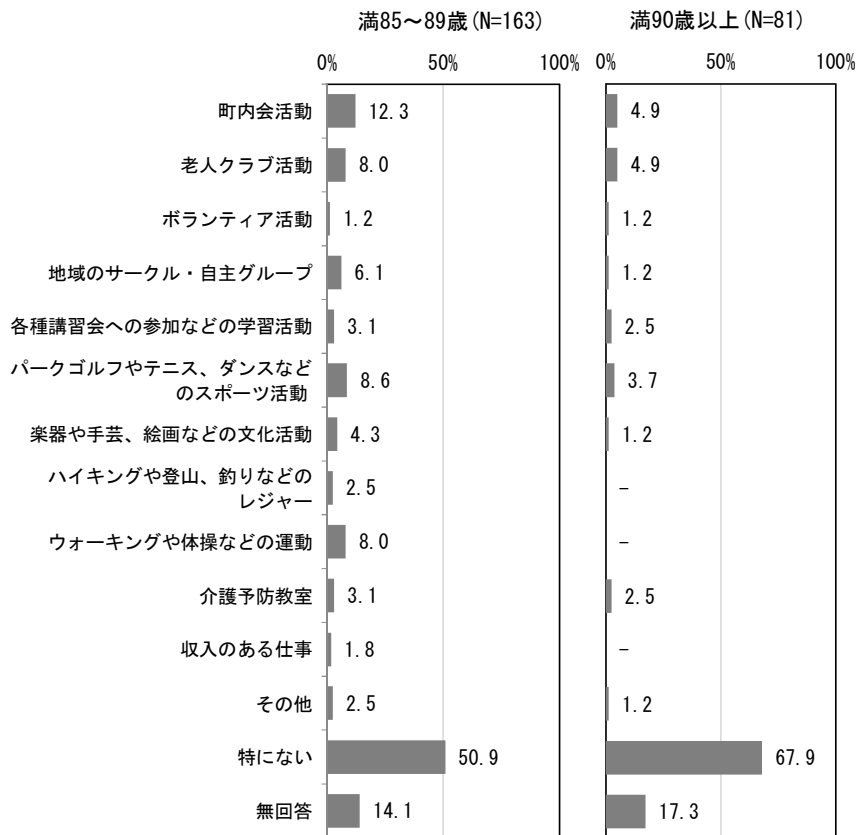 満85～89歳(N=163) 満90歳以上(N=81)
0% 50% 100% 0% 50% 100%
町内会活動 12.3 4.9
老人クラブ活動 8.0 4.9
ボランティア活動 1.2 1.2
地域のサークル・自主グループ 6.1 1.2
各種講習会への参加などの学習活動 3.1 2.5
パークゴルフやテニス、ダンスなど
のスポーツ活動 8.6 3.7
楽器や手芸、絵画などの文化活動 4.3 1.2
ハイキングや登山、釣りなどの
レジャー 2.5 －
ウォーキングや体操などの運動 8.0 －
介護予防教室 3.1 2.5
収入のある仕事 1.8 －
その他 2.5 1.2
特にない 50.9 67.9
無回答 14.1 17.3